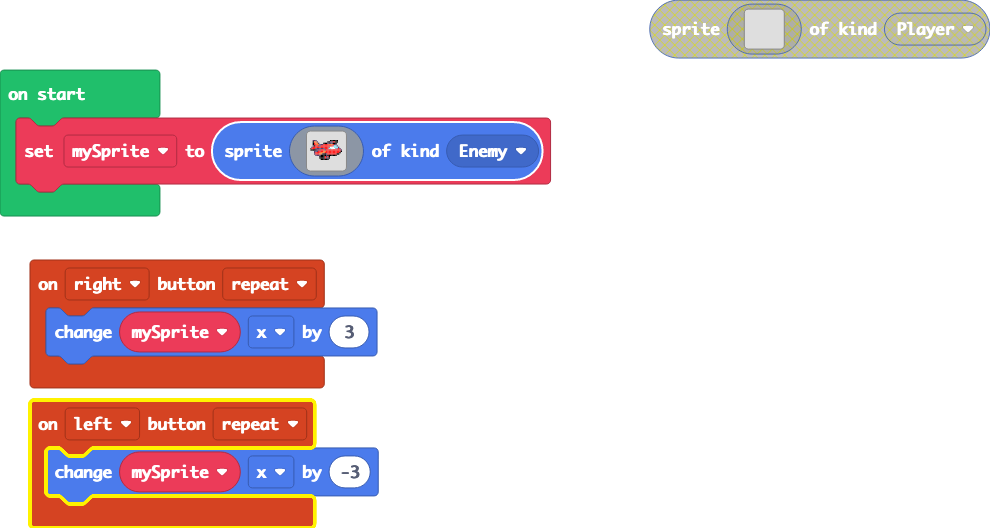 sprite of kind Player
on start
set mySprite to sprite of kind Enemy
on right button repeat
change mySprite x by 3
on left button repeat
change mySprite x by -3